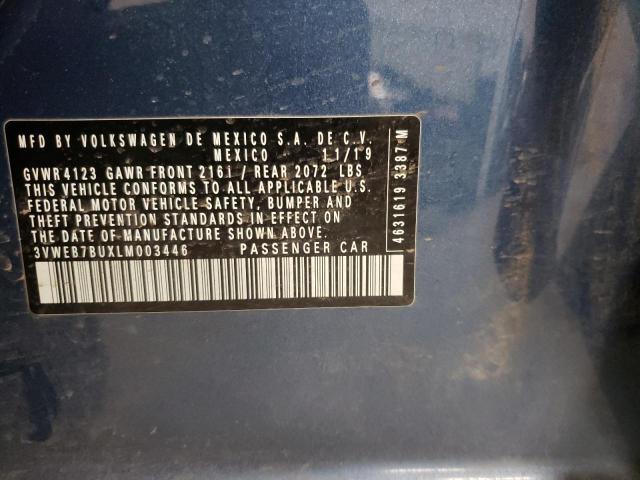 MFD BY VOLKSWAGEN DE MEXICO S.A. DE C.V.
MEXICO 11/19
GVWR 4123 GAWR FRONT 2161 / REAR 2072 LBS
THIS VEHICLE CONFORMS TO ALL APPLICABLE U.S.
FEDERAL MOTOR VEHICLE SAFETY, BUMPER AND
THEFT PREVENTION STANDARDS IN EFFECT ON
THE DATE OF MANUFACTURE SHOWN ABOVE.
3VWEB7BUXLM003446 PASSENGER CAR
4631619 3387 M